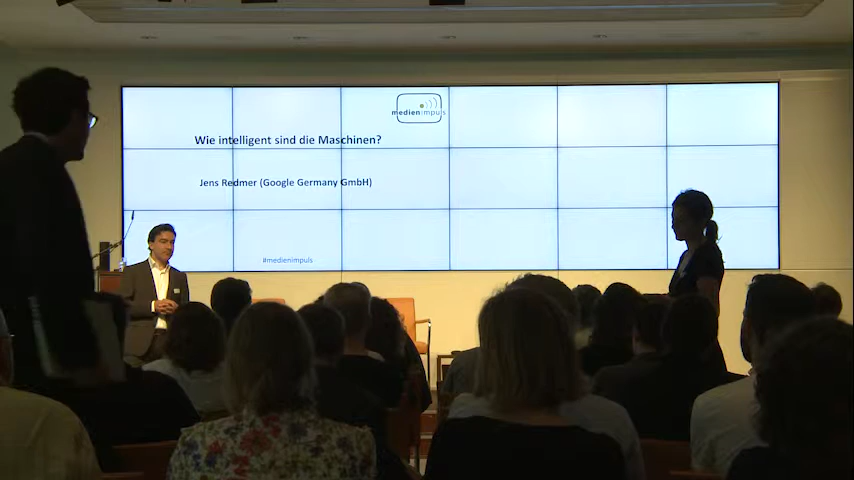 medienimpuls
Wie intelligent sind die Maschinen?
Jens Redmer (Google Germany GmbH)
#medienimpuls